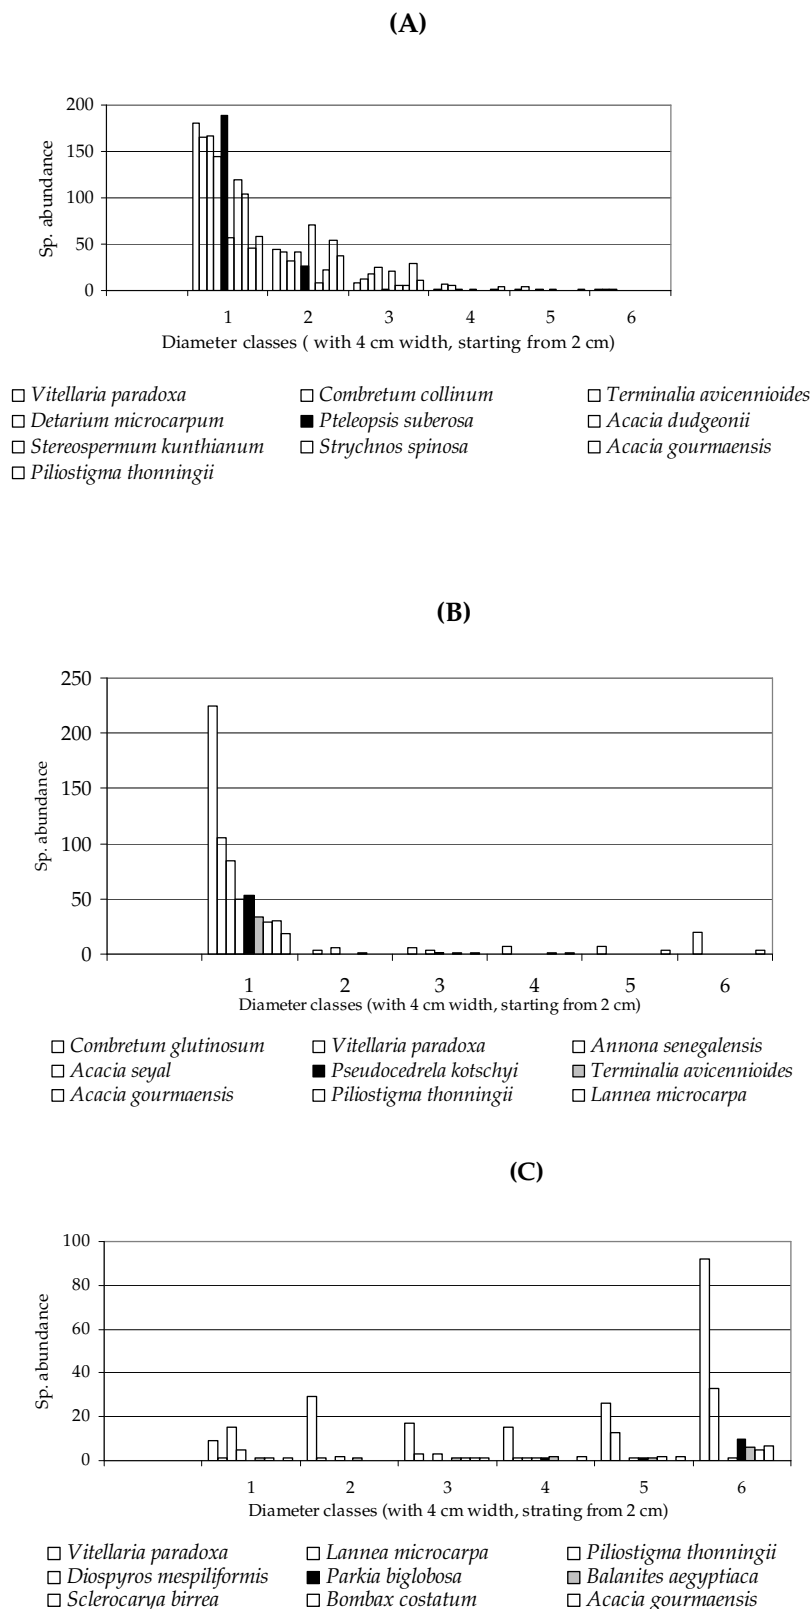 (A)
200
150
100
50
0
Sp. abundance
1 2 3 4 5 6
Diameter classes ( with 4 cm width, starting from 2 cm)
Vitellaria paradoxa Combretum collinum Terminalia avicennioides
Detarium microcarpum Pteleopsis suberosa Acacia dudgeonii
Stereospermum kunthianum Strychnos spinosa Acacia gourmaensis
Piliostigma thonningii
(B)
250
200
150
100
50
0
Sp. abundance
1 2 3 4 5 6
Diameter classes (with 4 cm width, starting from 2 cm)
Combretum glutinosum Vitellaria paradoxa Annona senegalensis
Acacia seyal Pseudocedrela kotschyi Terminalia avicennioides
Acacia gourmaensis Piliostigma thonningii Lannea microcarpa
(C)
100
80
60
40
20
0
Sp. abundance
1 2 3 4 5 6
Diameter classes (with 4 cm width, strating from 2 cm)
Vitellaria paradoxa Lannea microcarpa Piliostigma thonningii
Diospyros mespiliformis Parkia biglobosa Balanites aegyptiaca
Sclerocarya birrea Bombax costatum Acacia gourmaensis